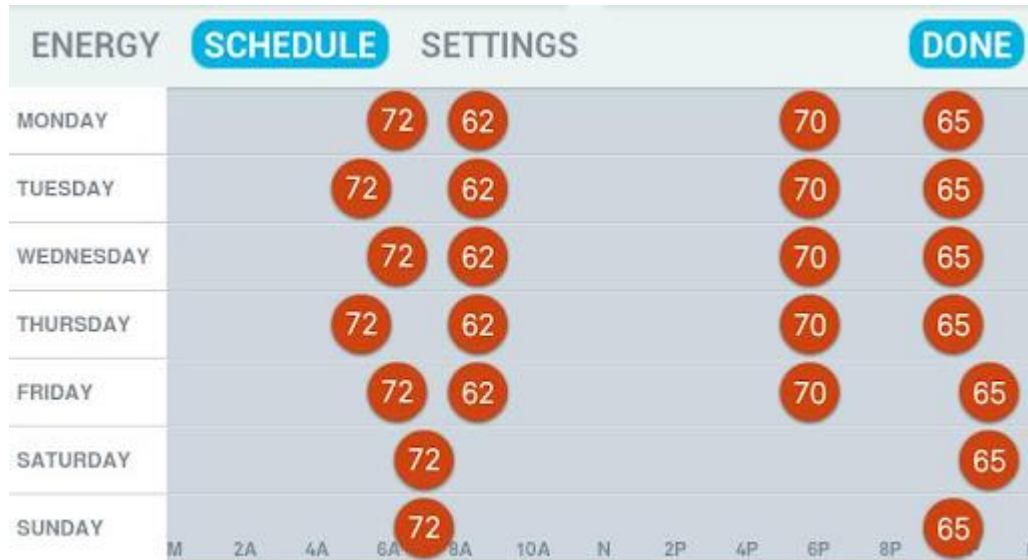 ENERGY SCHEDULE SETTINGS DONE
MONDAY 72 62 70 65
TUESDAY 72 62 70 65
WEDNESDAY 72 62 70 65
THURSDAY 72 62 70 65
FRIDAY 72 62 70 65
SATURDAY 72 65
SUNDAY 72 65
M 2A 4A 6A 8A 10A N 2P 4P 6P 8P